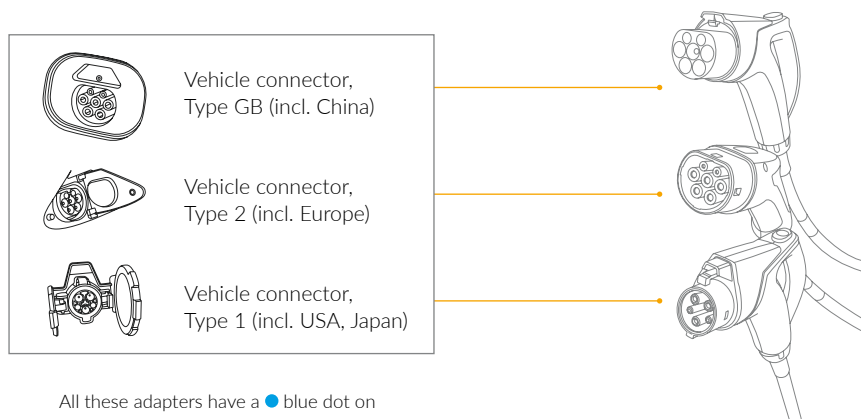 Vehicle connector,
Type GB (incl. China)
Vehicle connector,
Type 2 (incl. Europe)
Vehicle connector,
Type 1 (incl. USA, Japan)
All these adapters have a blue dot on